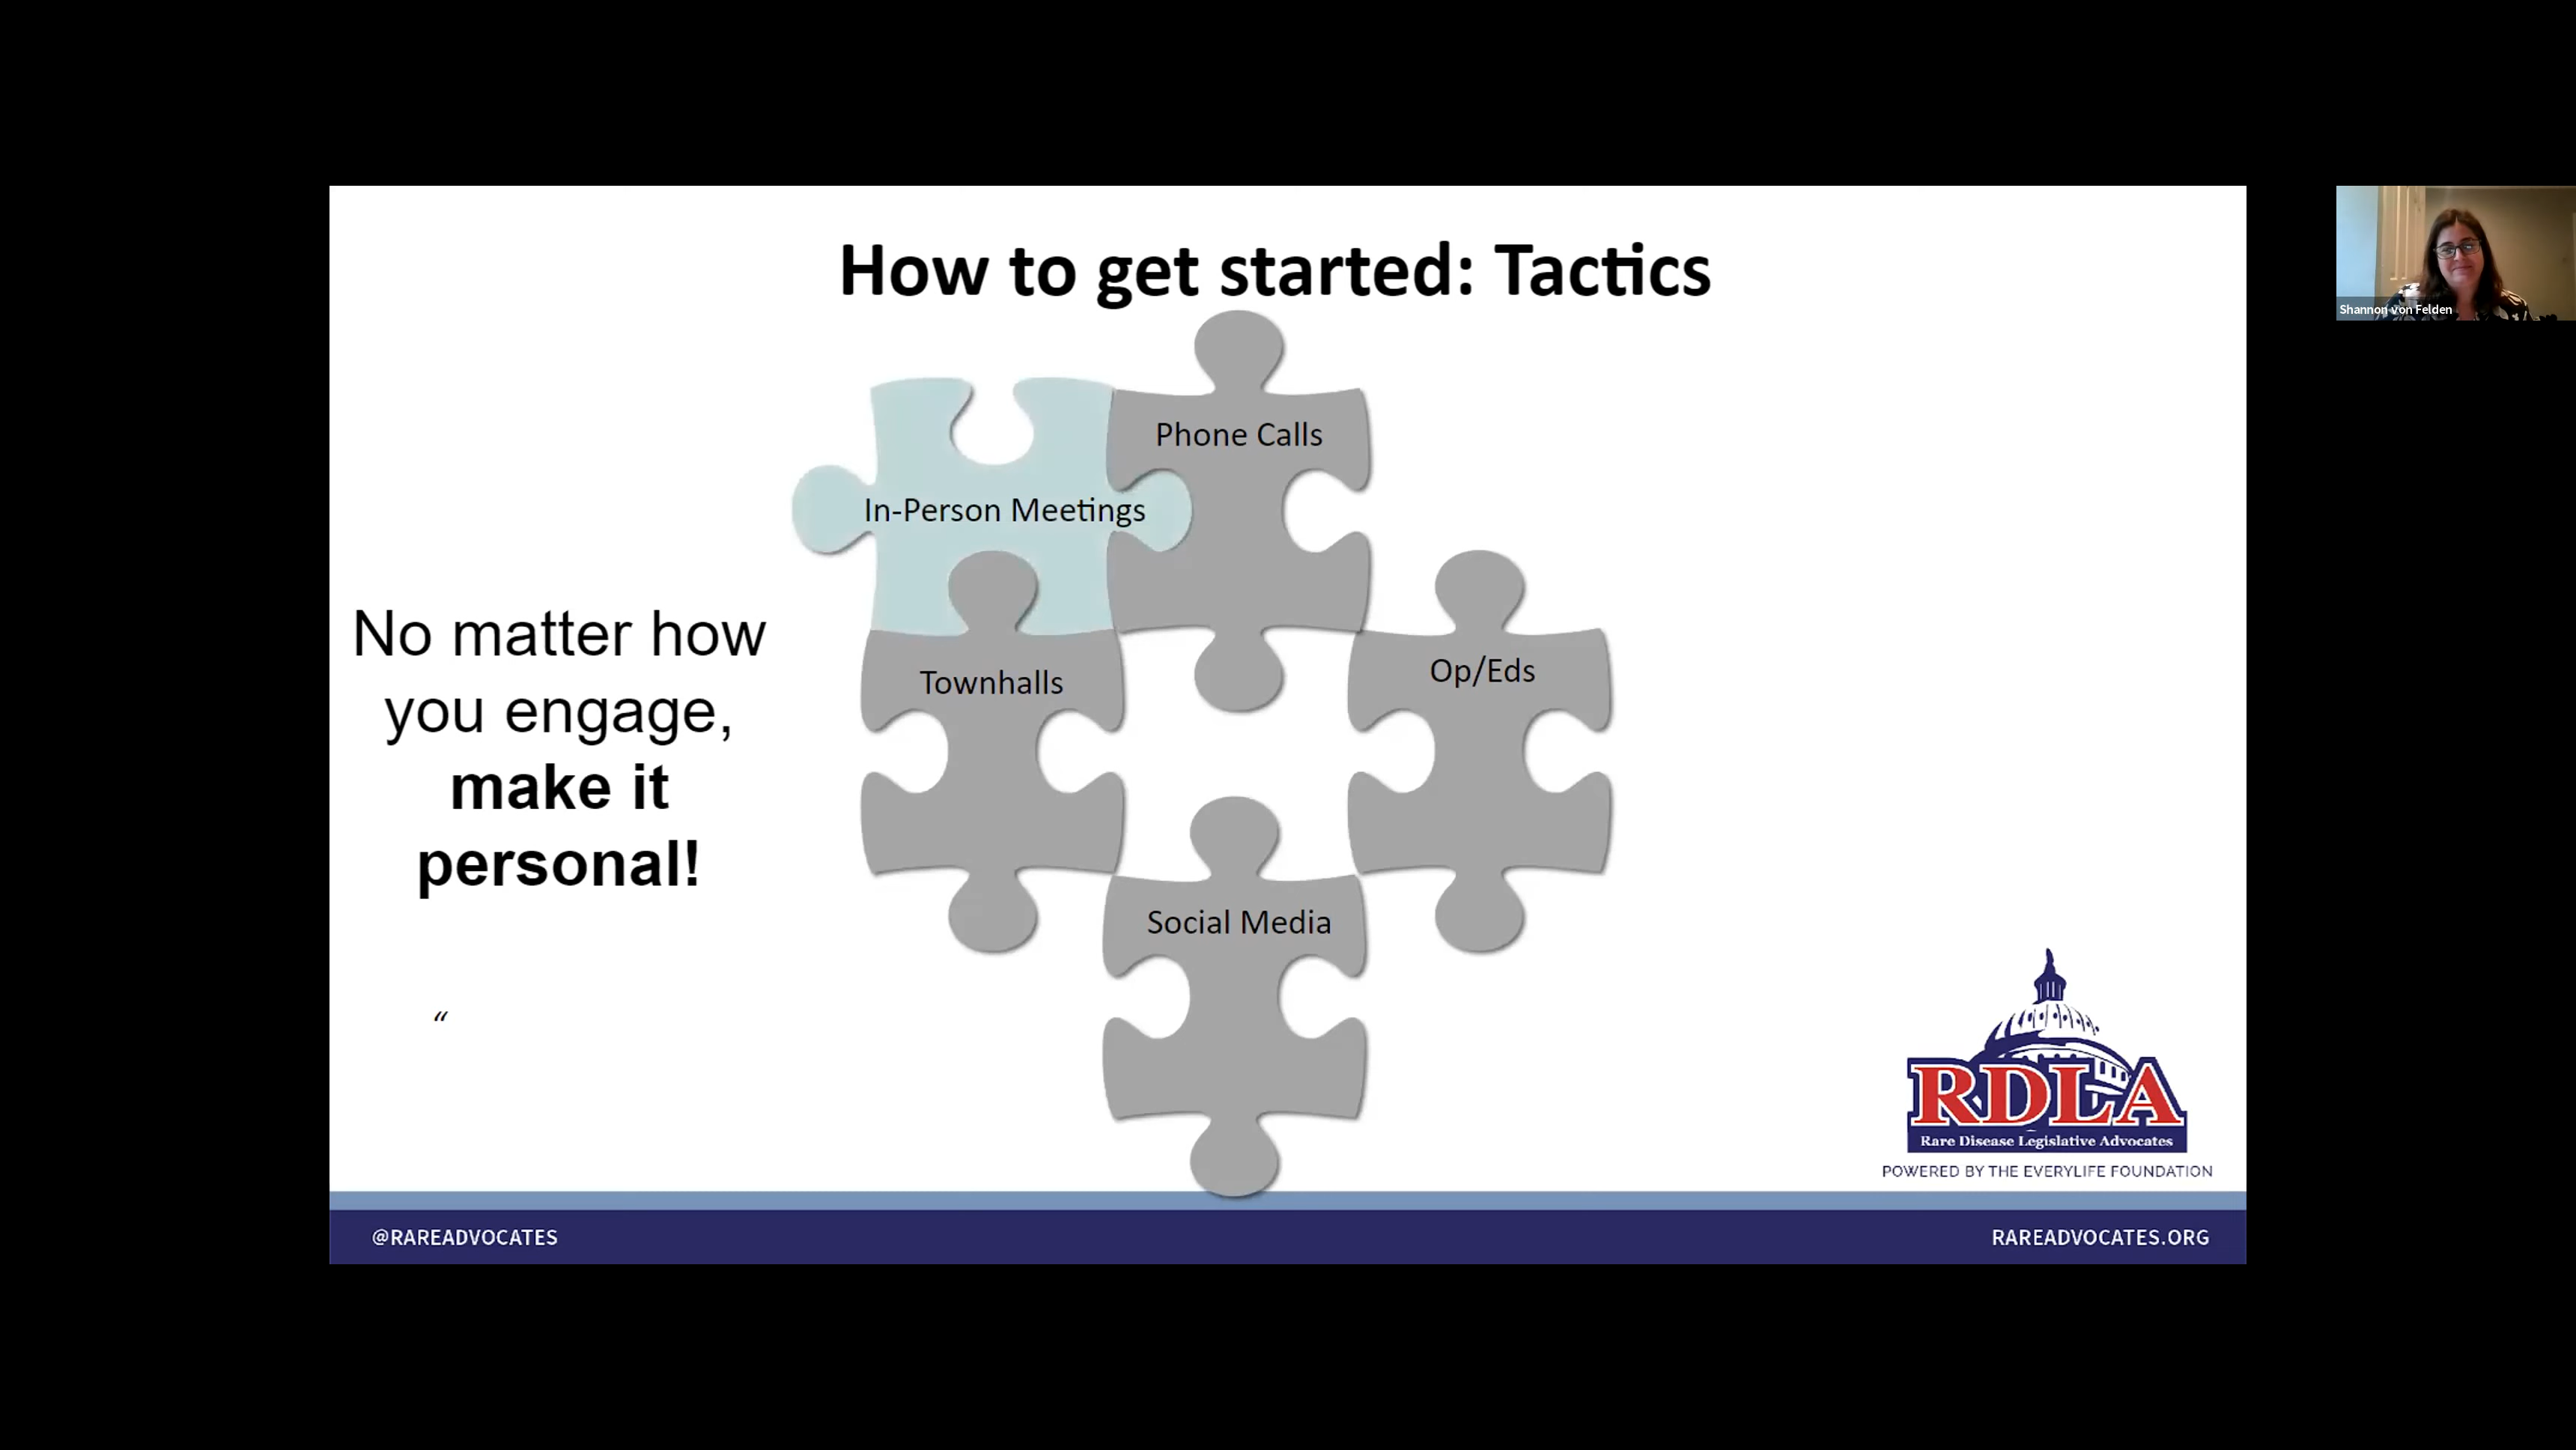 How to get started: Tactics
Shannon von Felden
Phone Calls
In-Person Meetings
Townhalls
Op/Eds
Social Media
No matter how
you engage,
make it
personal!
“
RDLA
Rare Disease Legislative Advocates
POWERED BY THE EVERYLIFE FOUNDATION
@RAREADVOCATES
RAREADVOCATES.ORG